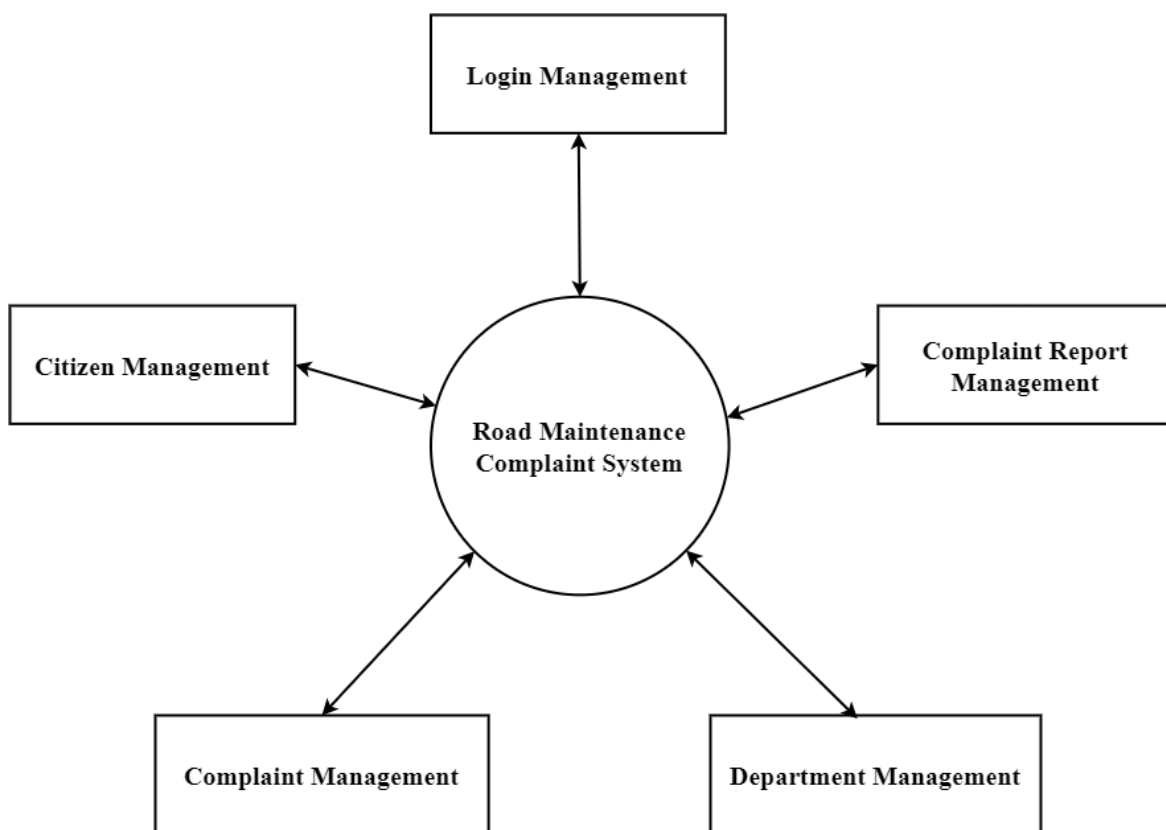 Login Management
Citizen Management
Complaint Report
Management
Road Maintenance
Complaint System
Complaint Management
Department Management